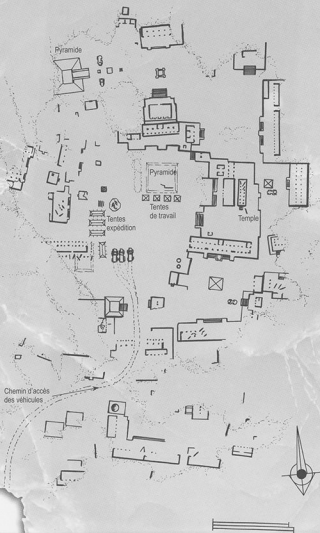 Pyramide
Pyramide
Tentes
de travail
Temple
Tentes
expédition
Chemin d'accès
des véhicules